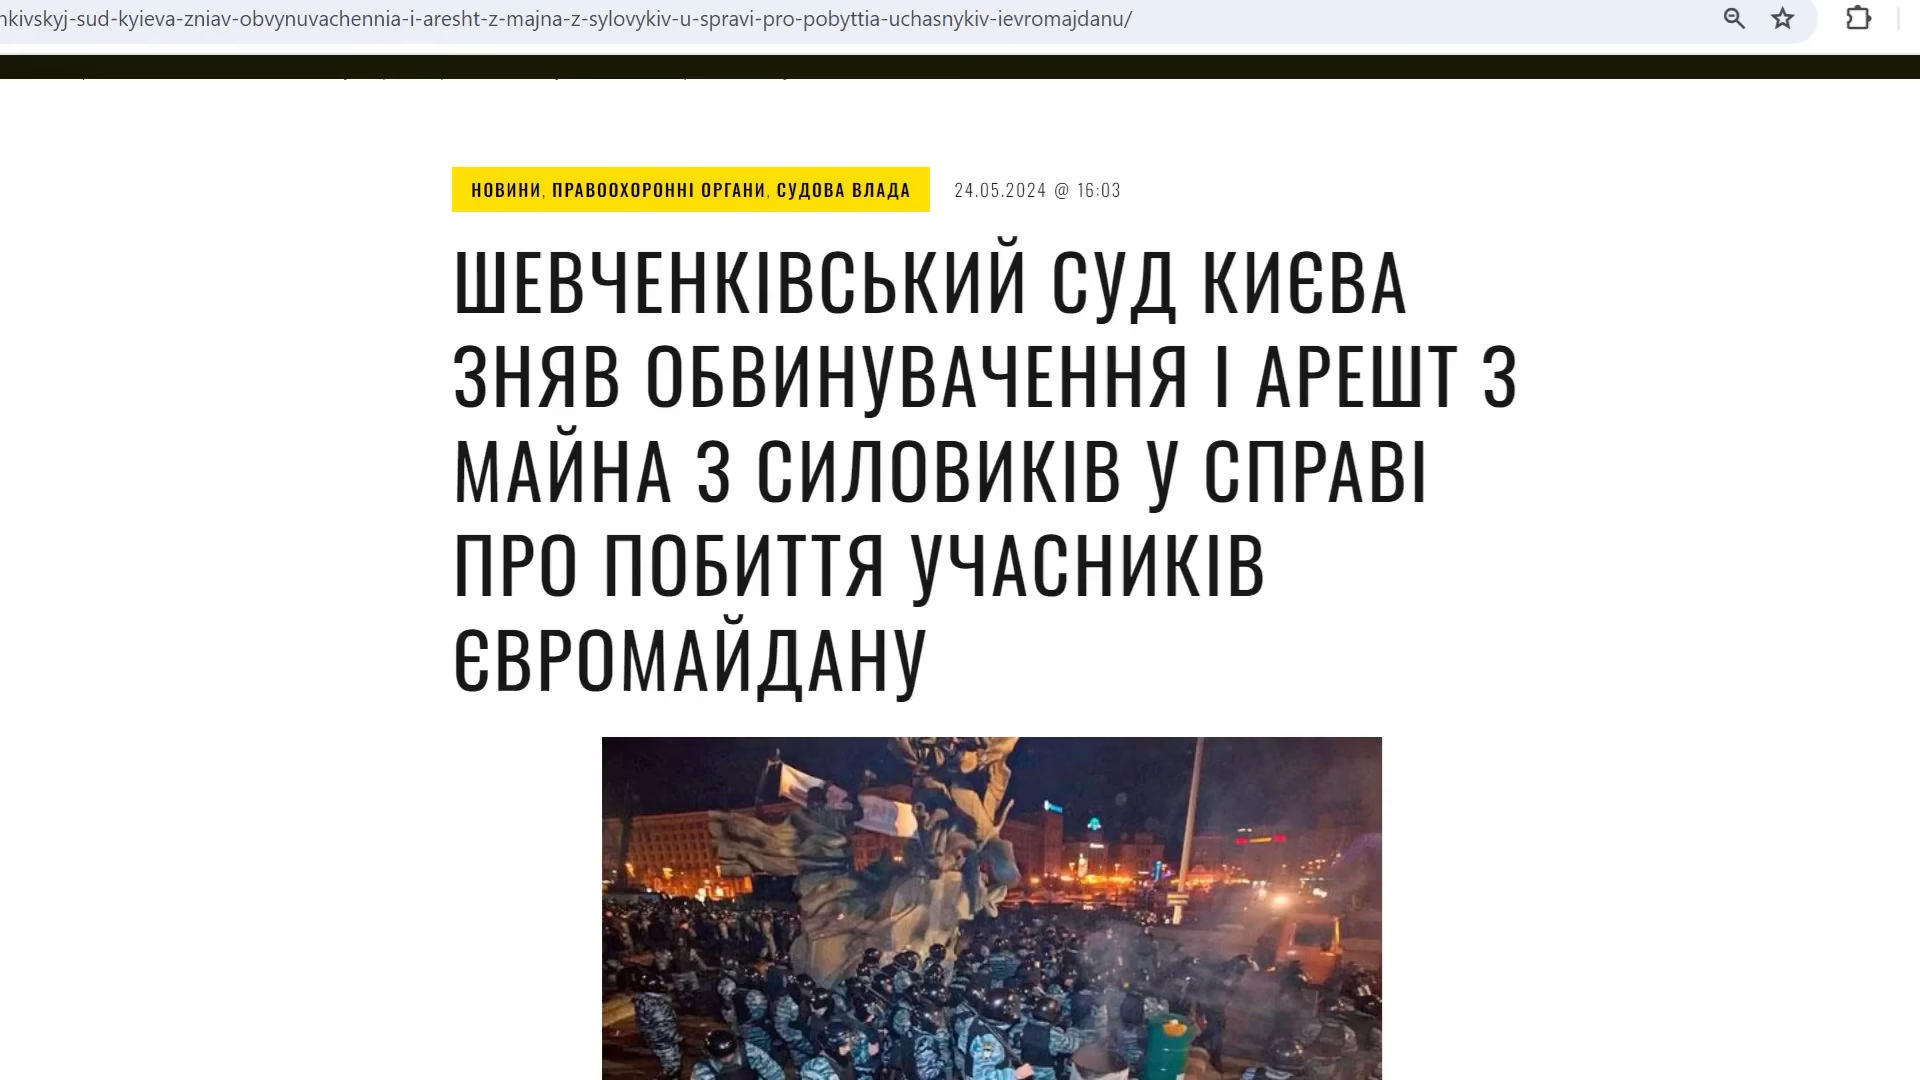 nkivskyj-sud-kyieva-zniav-obvynuvachennia-i-aresht-z-majna-z-sylovykiv-u-spravi-pro-pobyttia-uchasnykiv-ievromajdanu/
НОВИНИ, ПРАВООХОРОННІ ОРГАНИ, СУДОВА ВЛАДА 24.05.2024 @ 16:03
ШЕВЧЕНКІВСЬКИЙ СУД КИЄВА
ЗНЯВ ОБВИНУВАЧЕННЯ І АРЕШТ З
МАЙНА З СИЛОВИКІВ У СПРАВІ
ПРО ПОБИТТЯ УЧАСНИКІВ
ЄВРОМАЙДАНУ